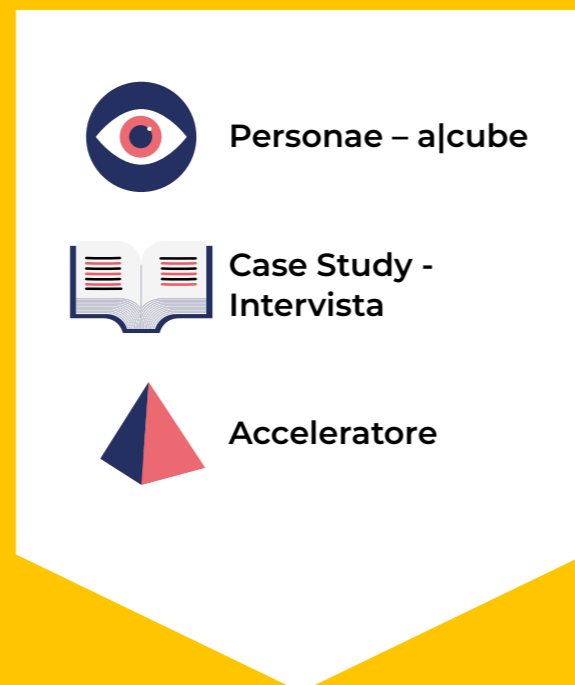 Personae – a|cube
Case Study -
Intervista
Acceleratore